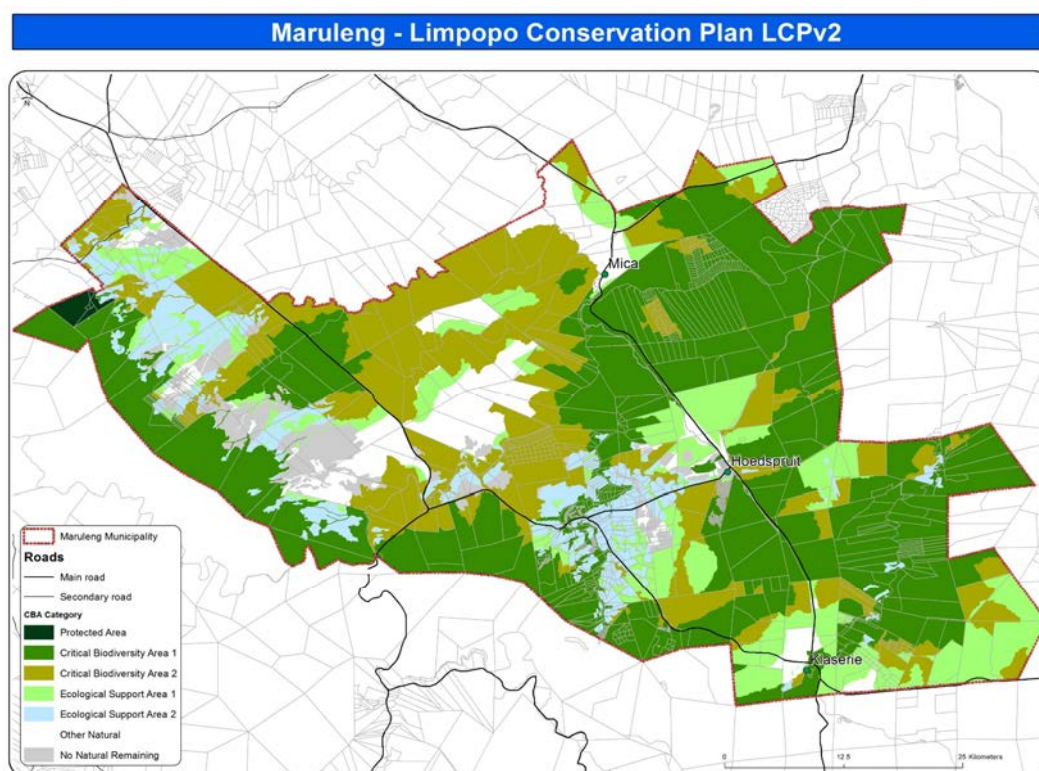 Maruleng - Limpopo Conservation Plan LCPv2
N
Mica
Hoedspruit
Klaserie
Maruleng Municipality
Roads
Main road
Secondary road
CBA Category
Protected Area
Critical Biodiversity Area 1
Critical Biodiversity Area 2
Ecological Support Area 1
Ecological Support Area 2
Other Natural
No Natural Remaining
0 12.5 25 Kilometers